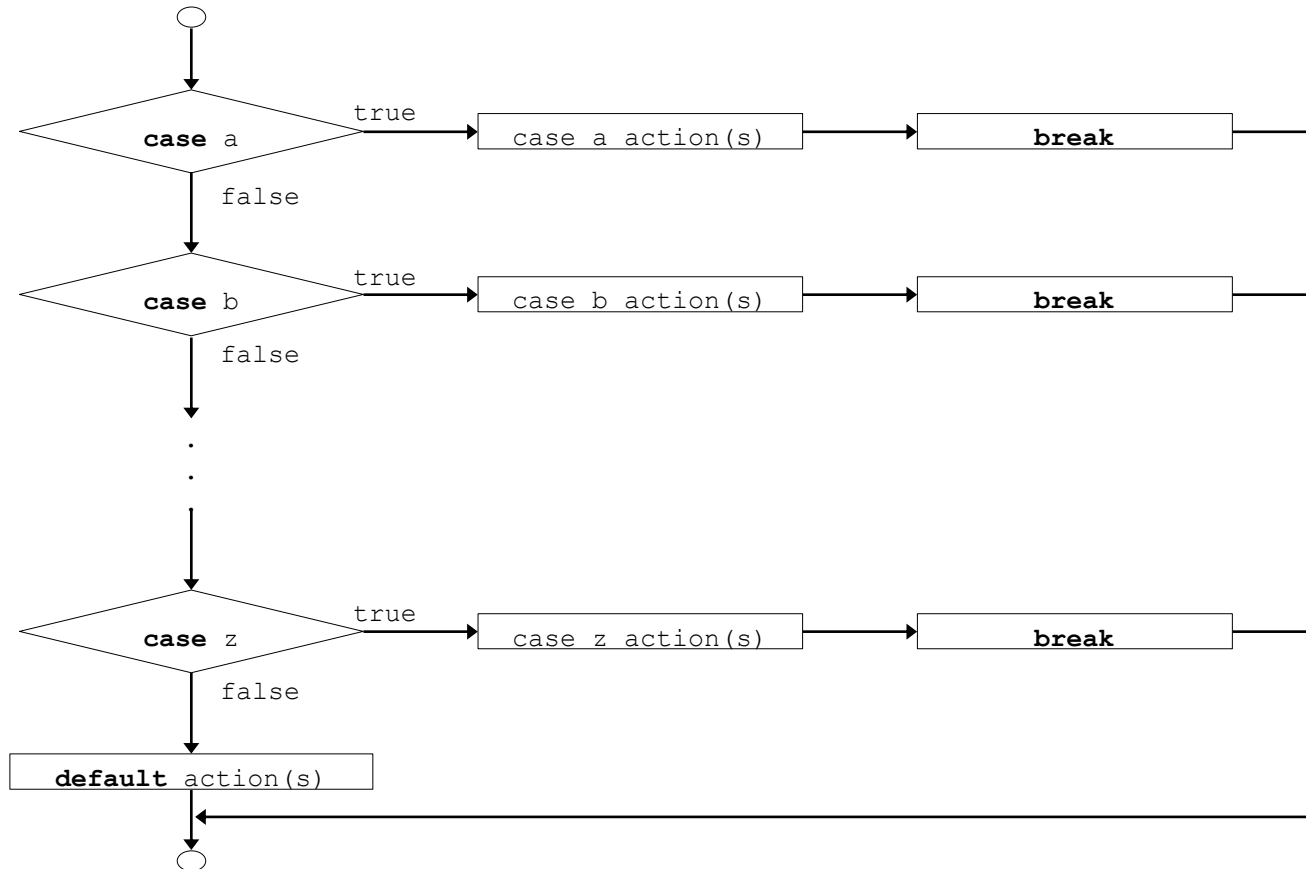 true
case a
case a action(s)
break
false
true
case b
case b action(s)
break
false
.
.
.
true
case z
case z action(s)
break
false
default action(s)